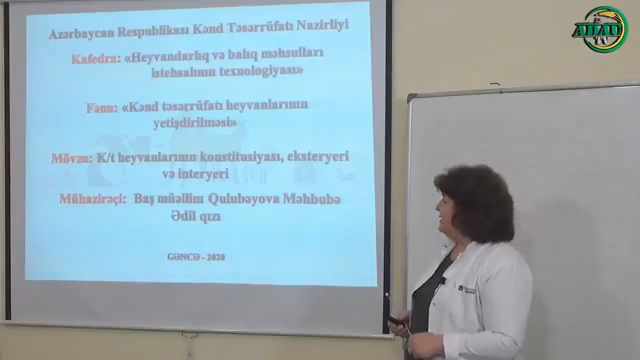 Azərbaycan Respublikası Kənd Təsərrüfatı Nazirliyi
Kafedra: «Heyvandarlıq və balıq məhsulları
istehsalının texnologiyası»
Fənn: «Kənd təsərrüfatı heyvanlarının
yetişdirilməsi»
Mövzu: K/t heyvanlarının konstitusiyası, eksteryeri
və interyeri
Mühazirəçi: Baş müəllim Qulubəyova Məhbubə
Ədil qızı
GƏNCƏ - 2020
ADAU
TV